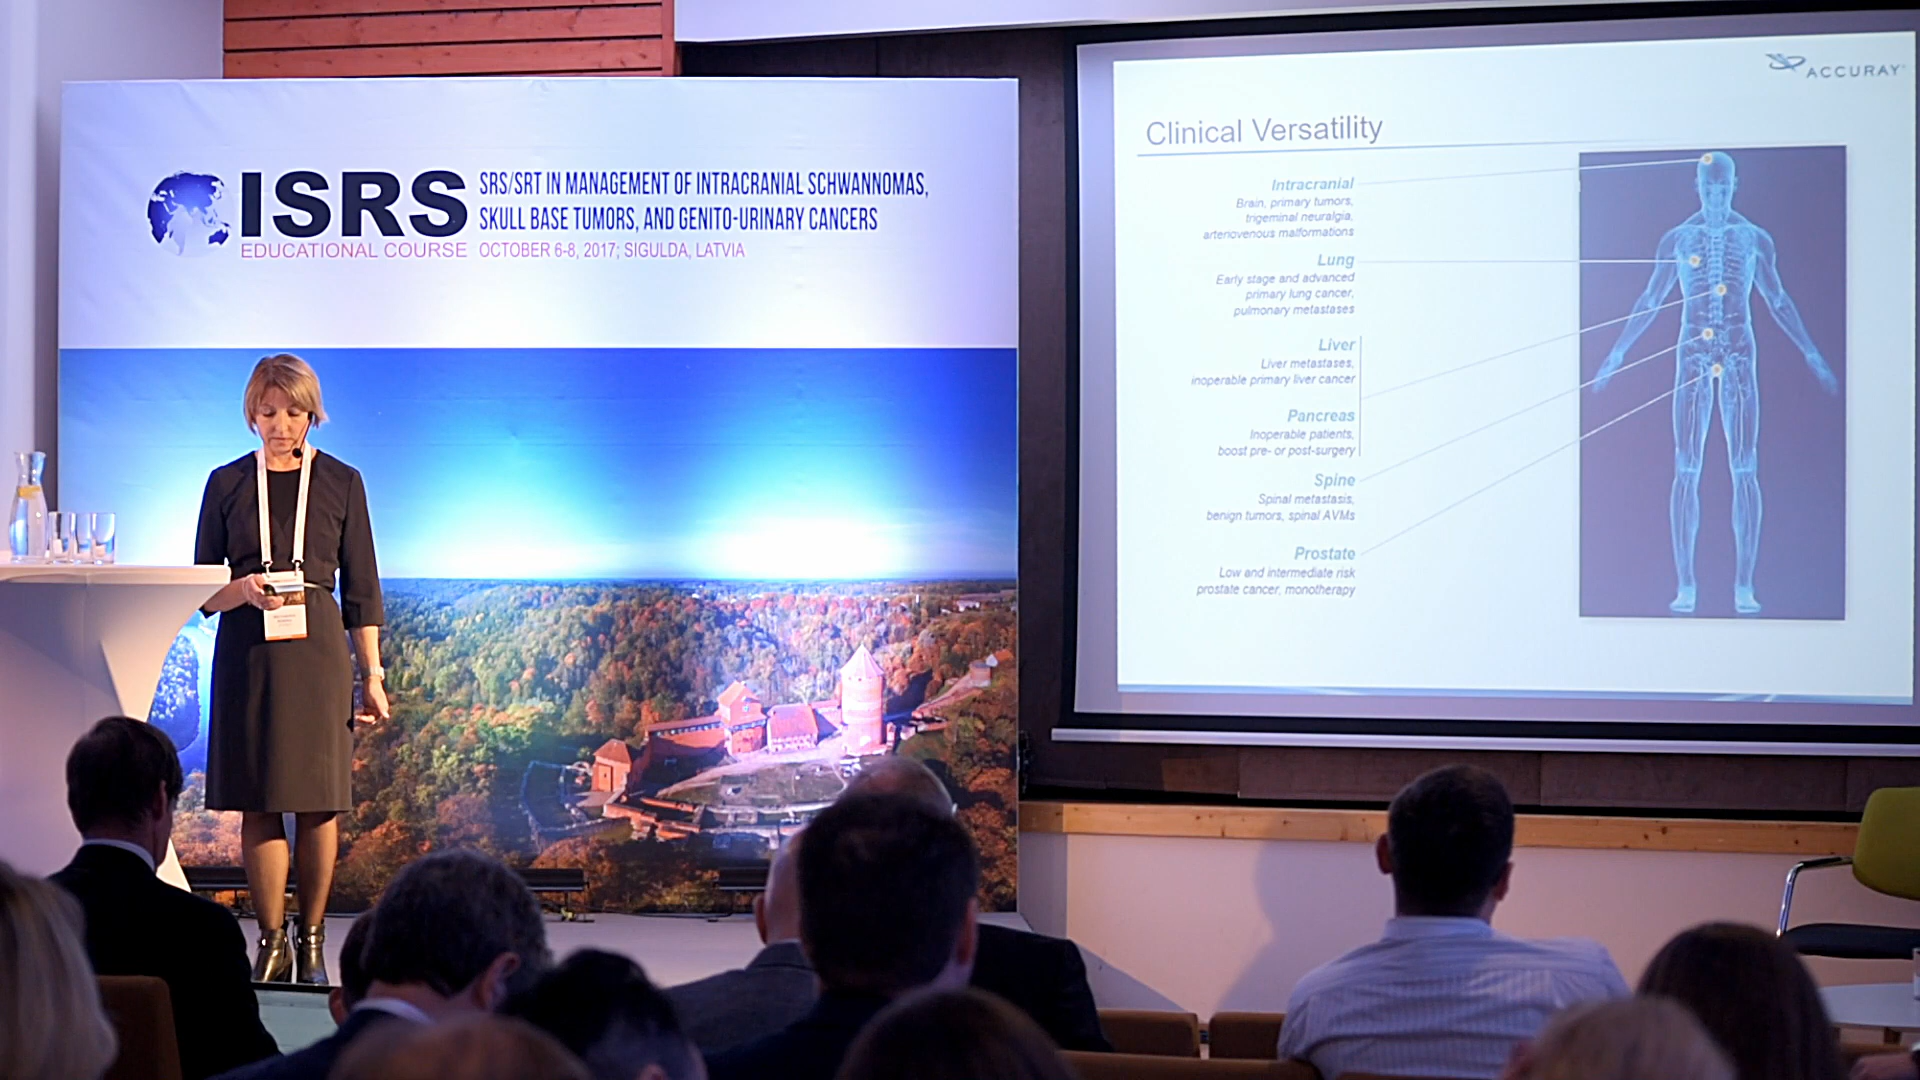 ISRS
EDUCATIONAL COURSE
SRS/SRT IN MANAGEMENT OF INTRACRANIAL SCHWANNOMAS,
SKULL BASE TUMORS, AND GENITO-URINARY CANCERS
OCTOBER 6-8, 2017; SIGULDA, LATVIA
ACCURAY
Clinical Versatility
Intracranial
Brain, primary tumors,
trigeminal neuralgia,
arteriovenous malformations
Lung
Early stage and advanced
primary lung cancer,
pulmonary metastases
Liver
Liver metastases,
inoperable primary liver cancer
Pancreas
Inoperable patients,
boost pre- or post-surgery
Spine
Spinal metastasis,
benign tumors, spinal AVMs
Prostate
Low and intermediate risk
prostate cancer, monotherapy